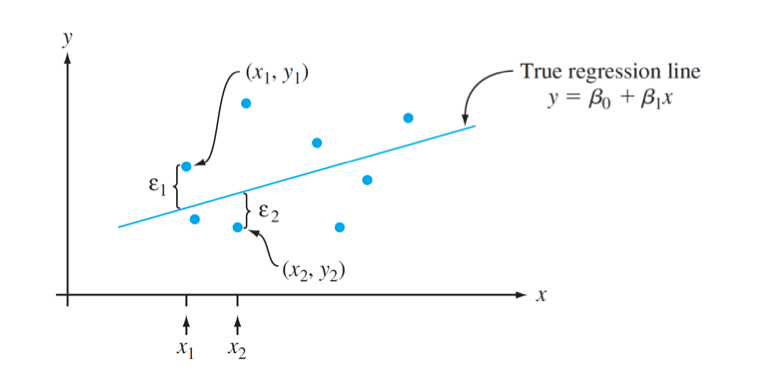 y
(x₁, y₁)
True regression line
y = β₀ + β₁x
ε₁
ε₂
(x₂, y₂)
x
x₁ x₂